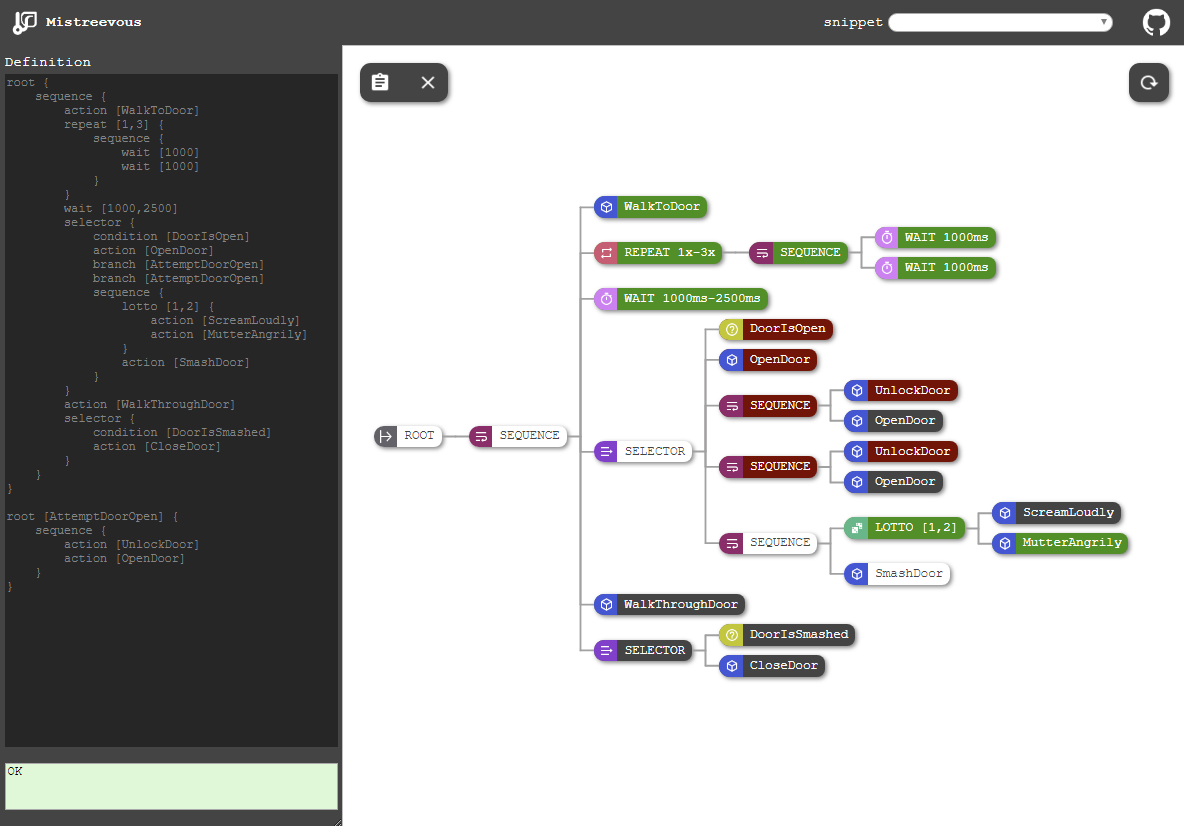 Mistreevous
snippet
Definition
root {
    sequence {
        action [WalkToDoor]
        repeat [1,3] {
            sequence {
                wait [1000]
                wait [1000]
            }
        }
        wait [1000,2500]
        selector {
            condition [DoorIsOpen]
            action [OpenDoor]
            branch [AttemptDoorOpen]
            branch [AttemptDoorOpen]
            sequence {
                lotto [1,2] {
                    action [ScreamLoudly]
                    action [MutterAngrily]
                }
                action [SmashDoor]
            }
        }
        action [WalkThroughDoor]
        selector {
            condition [DoorIsSmashed]
            action [CloseDoor]
        }
    }
}

root [AttemptDoorOpen] {
    sequence {
        action [UnlockDoor]
        action [OpenDoor]
    }
}
OK
WalkToDoor
REPEAT 1x-3x
SEQUENCE
WAIT 1000ms
WAIT 1000ms
WAIT 1000ms-2500ms
DoorIsOpen
OpenDoor
SEQUENCE
UnlockDoor
OpenDoor
ROOT
SEQUENCE
SELECTOR
SEQUENCE
UnlockDoor
OpenDoor
SEQUENCE
LOTTO [1,2]
ScreamLoudly
MutterAngrily
SmashDoor
WalkThroughDoor
SELECTOR
DoorIsSmashed
CloseDoor